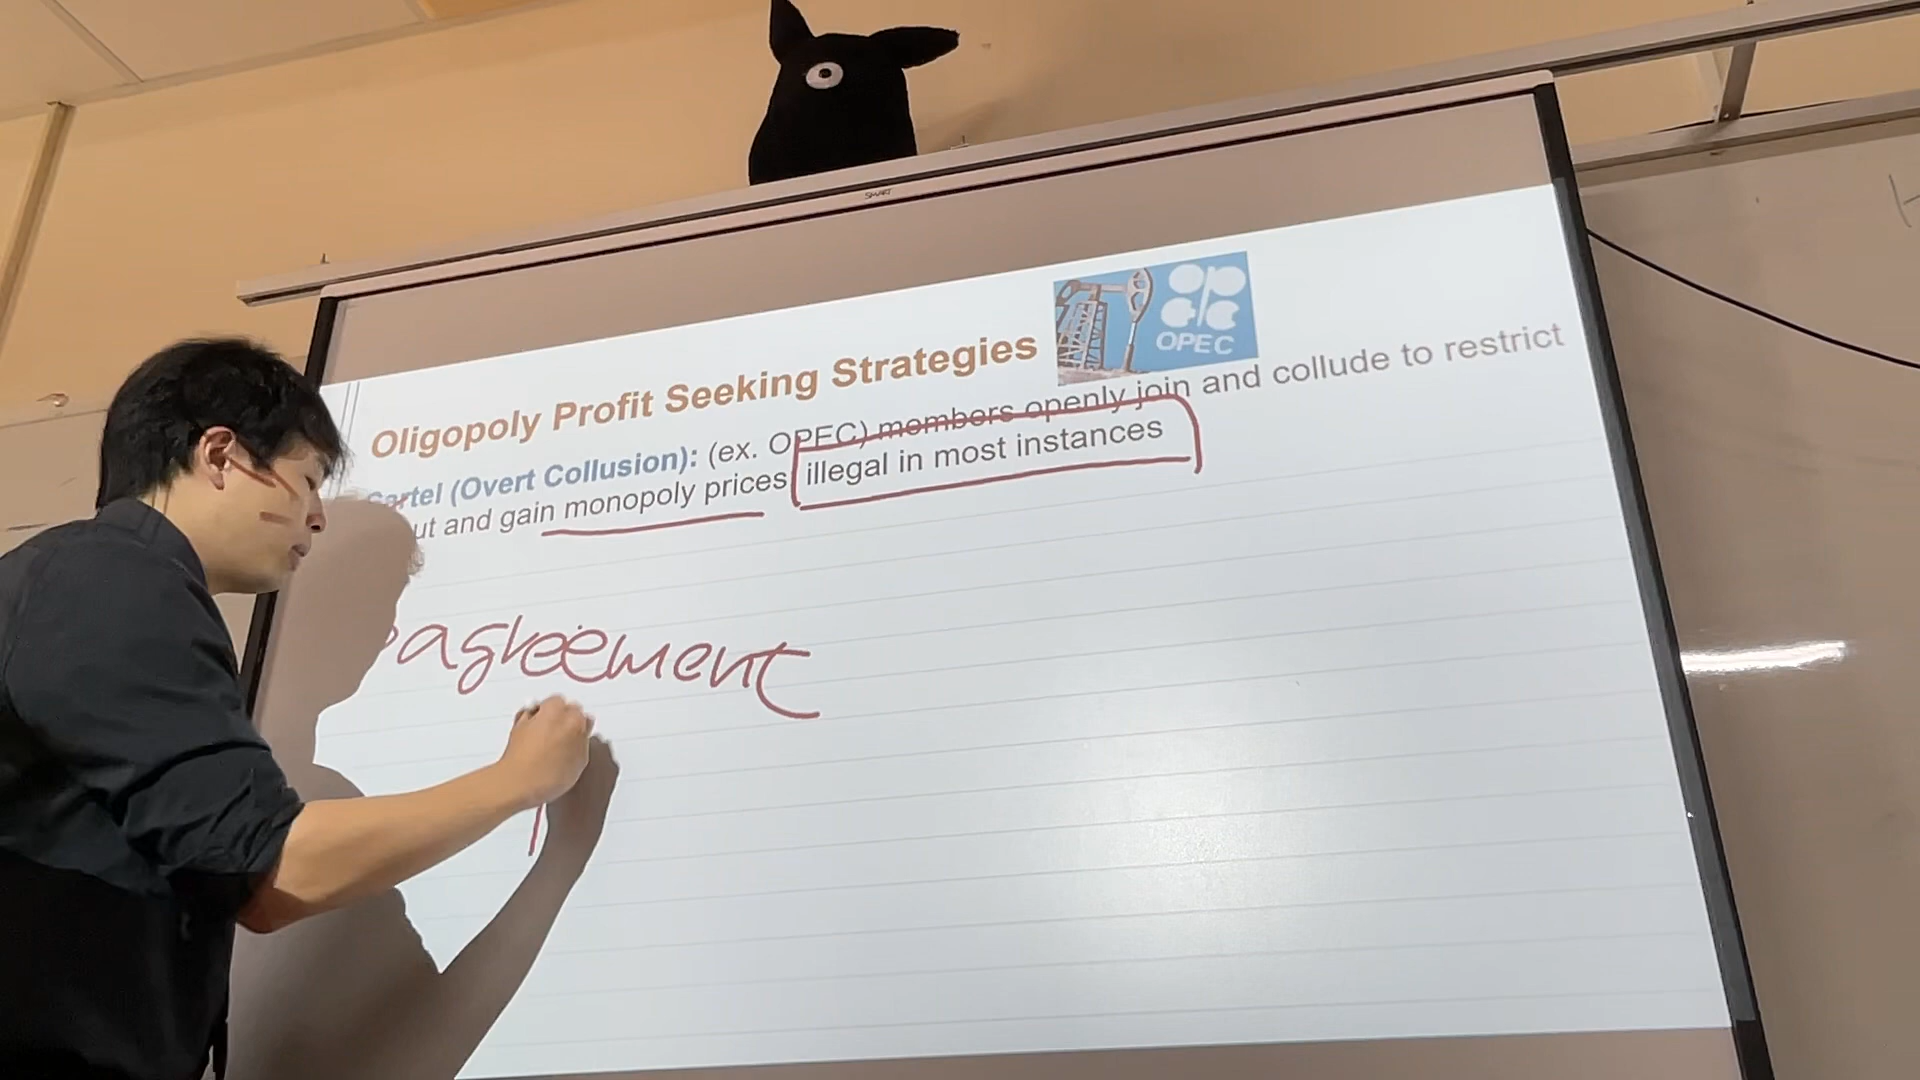 SMART
OPEC
Oligopoly Profit Seeking Strategies
Cartel (Overt Collusion): (ex. OPEC) members openly join and collude to restrict
ut and gain monopoly prices illegal in most instances
agreement